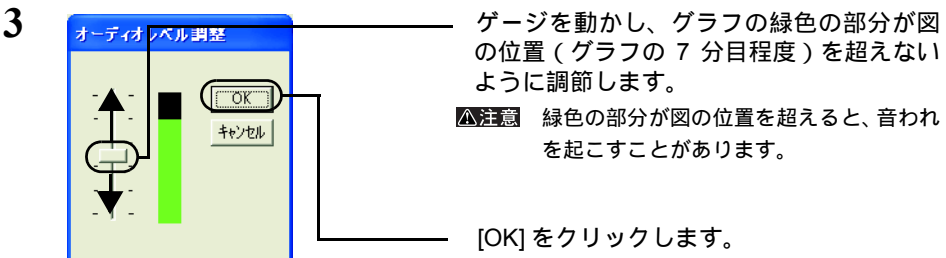 3
オーディオレベル調整
OK
キャンセル
ゲージを動かし、グラフの緑色の部分が図
の位置（グラフの 7 分目程度）を超えない
ように調節します。
⚠注意 緑色の部分が図の位置を超えると、音われ
を起こすことがあります。
[OK] をクリックします。